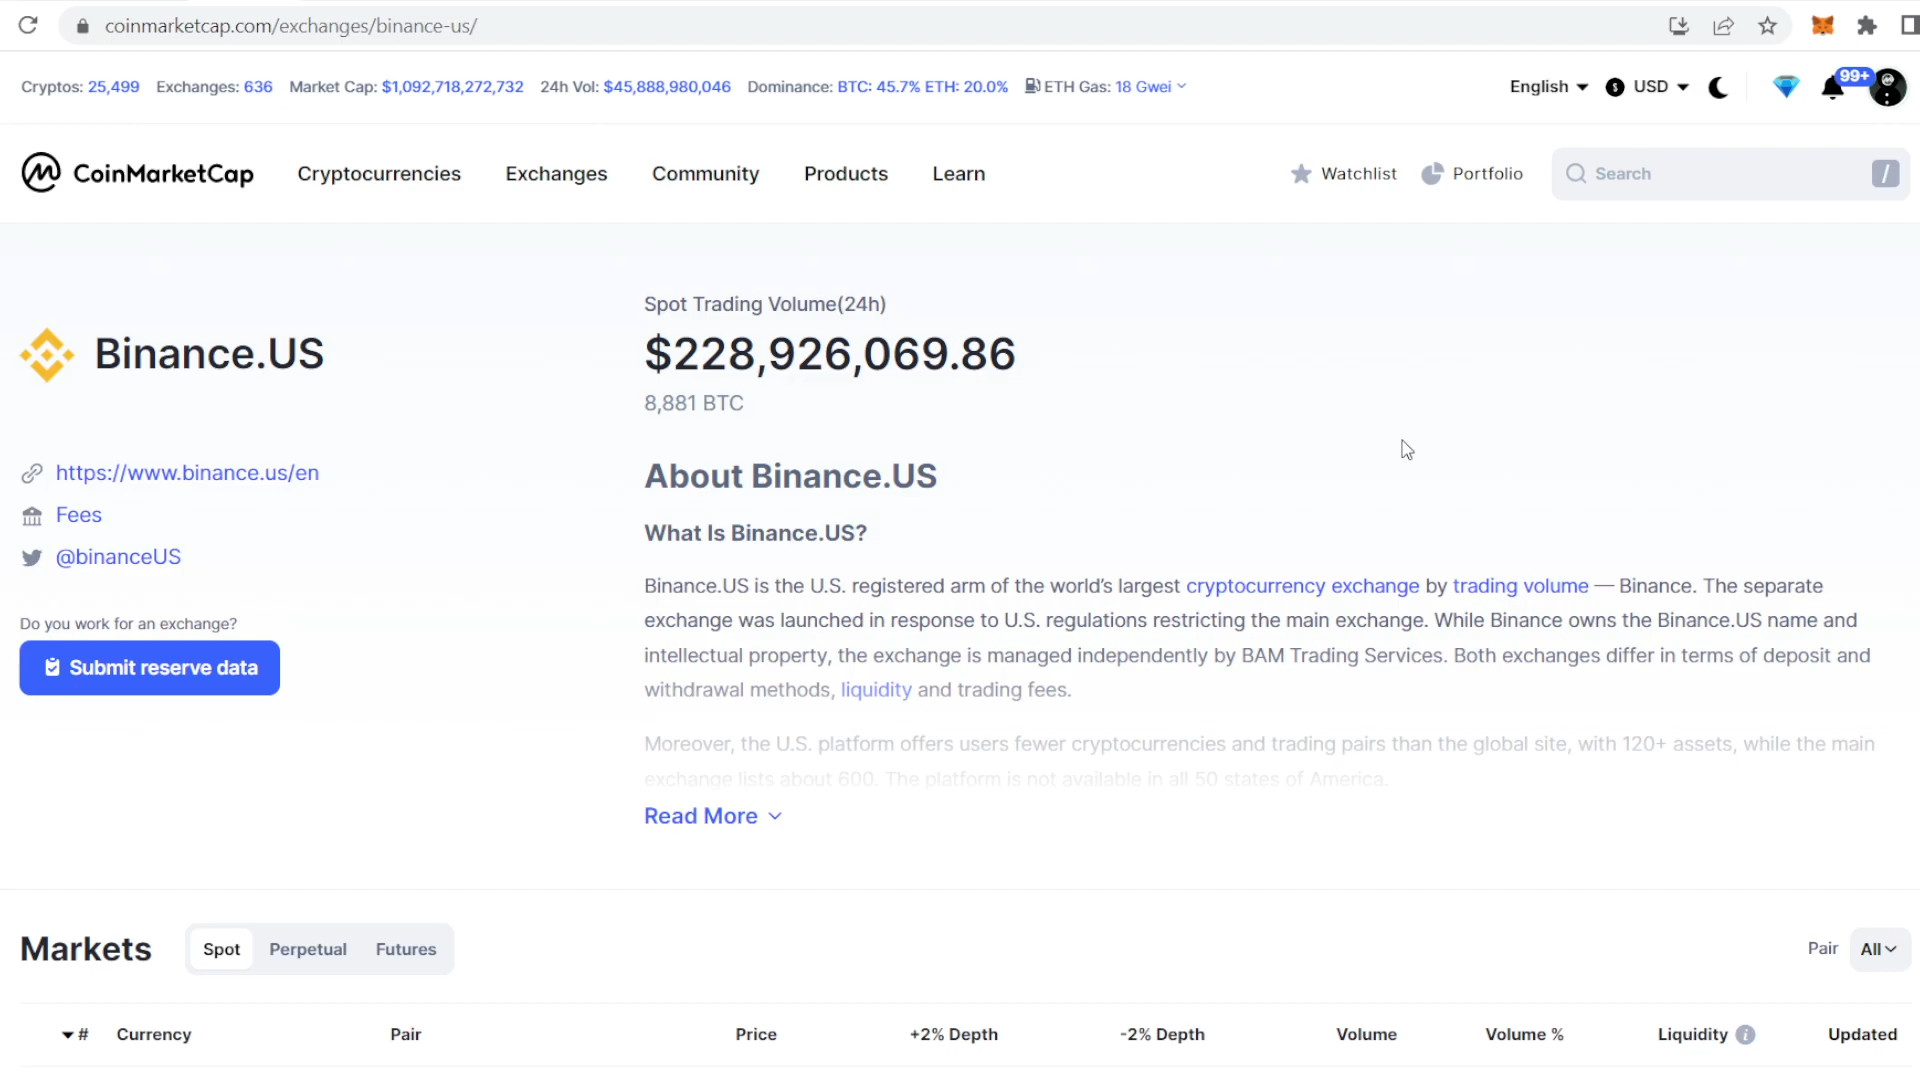 coinmarketcap.com/exchanges/binance-us/
Cryptos: 25,499 Exchanges: 636 Market Cap: $1,092,718,272,732 24h Vol: $45,888,980,046 Dominance: BTC: 45.7% ETH: 20.0% ETH Gas: 18 Gwei English USD 99+
CoinMarketCap Cryptocurrencies Exchanges Community Products Learn Watchlist Portfolio Search /
Spot Trading Volume(24h)
Binance.US
$228,926,069.86
8,881 BTC
https://www.binance.us/en
Fees
@binanceUS
Do you work for an exchange?
Submit reserve data
About Binance.US
What Is Binance.US?
Binance.US is the U.S. registered arm of the world’s largest cryptocurrency exchange by trading volume — Binance. The separate
exchange was launched in response to U.S. regulations restricting the main exchange. While Binance owns the Binance.US name and
intellectual property, the exchange is managed independently by BAM Trading Services. Both exchanges differ in terms of deposit and
withdrawal methods, liquidity and trading fees.
Moreover, the U.S. platform offers users fewer cryptocurrencies and trading pairs than the global site, with 120+ assets, while the main
exchange lists about 600. The platform is not available in all 50 states of America.
Read More
Markets Spot Perpetual Futures Pair All
# Currency Pair Price +2% Depth -2% Depth Volume Volume % Liquidity Updated